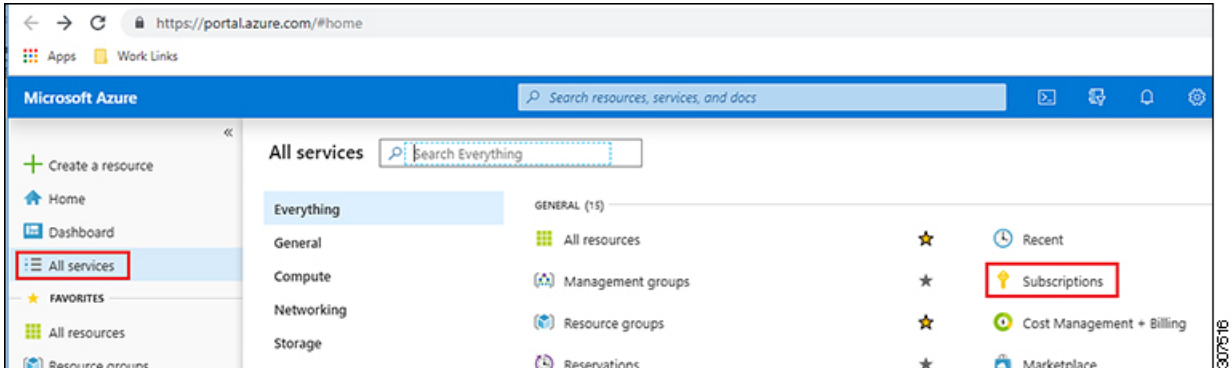 https://portal.azure.com/#home
Apps Work Links
Microsoft Azure
Search resources, services, and docs
«
Create a resource
Home
Dashboard
All services
FAVORITES
All resources
Resource groups
All services
Search Everything
Everything
General
Compute
Networking
Storage
GENERAL (15)
All resources
Recent
Management groups
Subscriptions
Resource groups
Cost Management + Billing
Reservations
Marketplace
307516